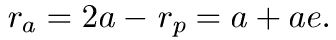 r_a = 2a − r_p = a + ae.